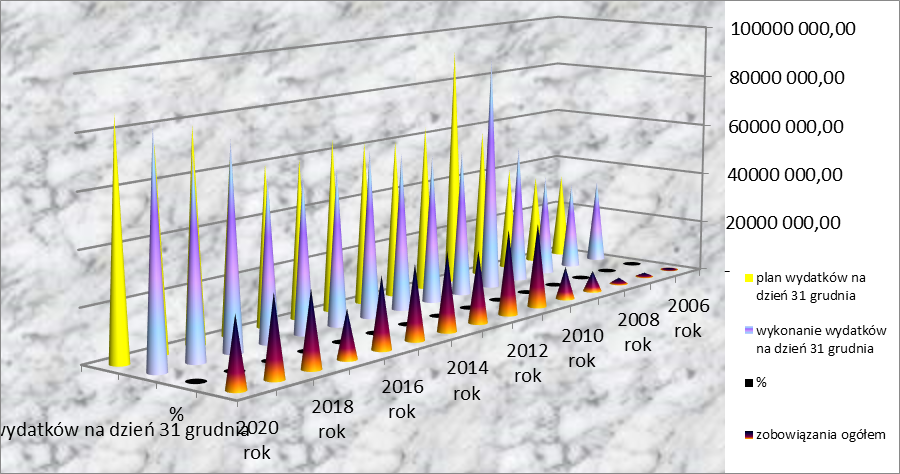 100000 000,00
80000 000,00
60000 000,00
40000 000,00
20000 000,00
-
plan wydatków na
dzień 31 grudnia
wykonanie wydatków
na dzień 31 grudnia
%
zobowiązania ogółem
2006
rok
2008
rok
2010
rok
2012
rok
2014
rok
2016
rok
2018
rok
2020
rok
%
wydatków na dzień 31 grudnia